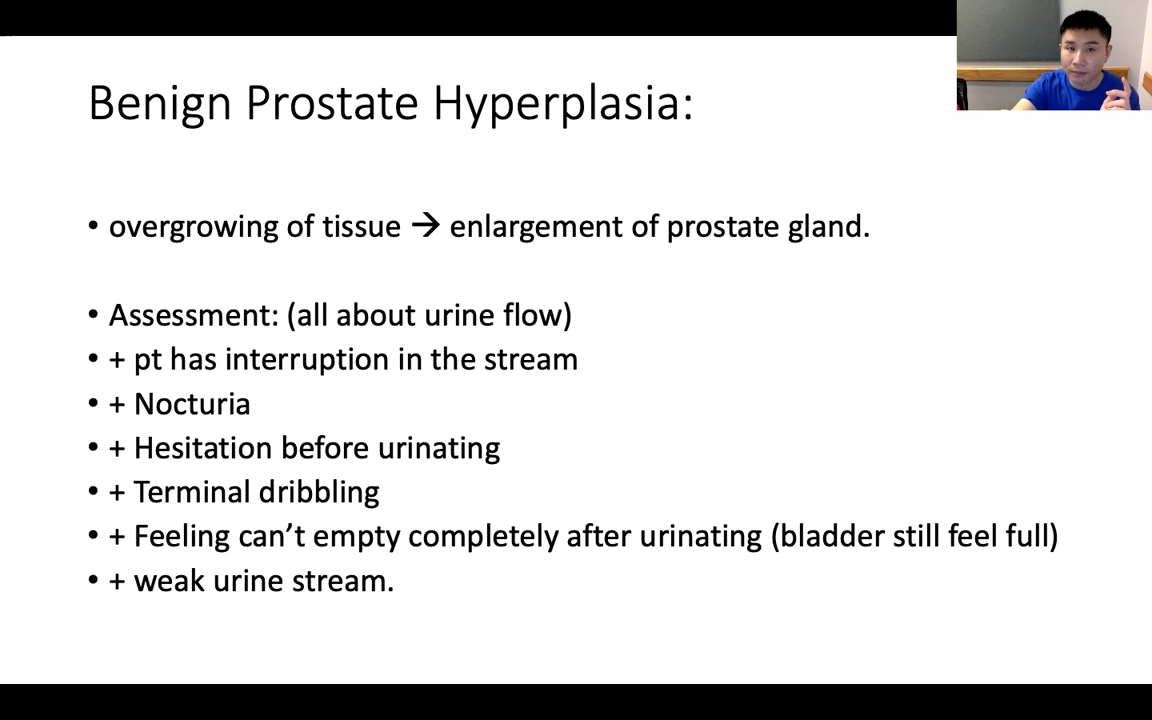 Benign Prostate Hyperplasia:
• overgrowing of tissue → enlargement of prostate gland.
• Assessment: (all about urine flow)
• + pt has interruption in the stream
• + Nocturia
• + Hesitation before urinating
• + Terminal dribbling
• + Feeling can’t empty completely after urinating (bladder still feel full)
• + weak urine stream.